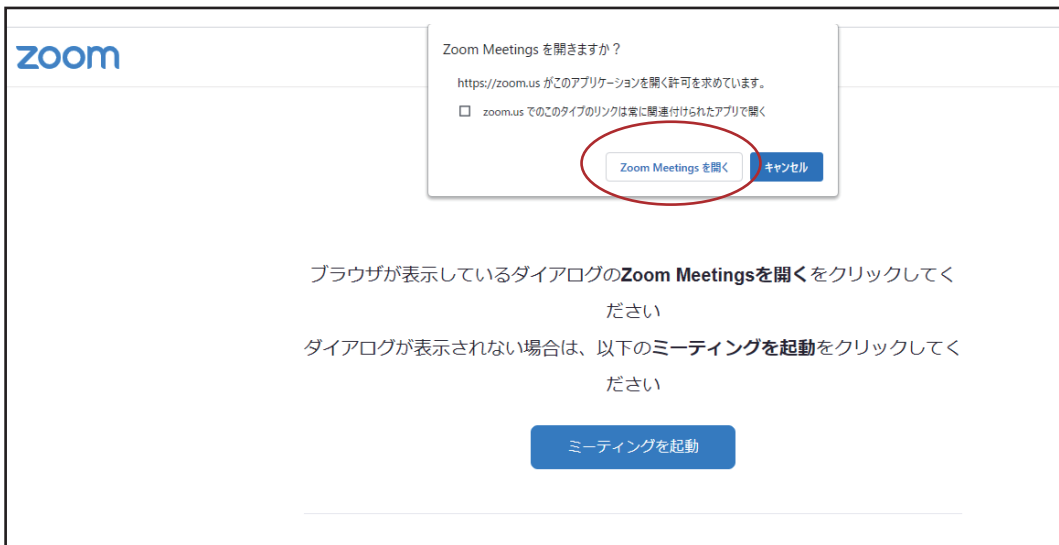 zoom
Zoom Meetings を開きますか？
https://zoom.us がこのアプリケーションを開く許可を求めています。
zoom.us でのこのタイプのリンクは常に関連付けられたアプリで開く
Zoom Meetings を開く
キャンセル
ブラウザが表示しているダイアログのZoom Meetingsを開くをクリックしてく
ださい
ダイアログが表示されない場合は、以下のミーティングを起動をクリックしてく
ださい
ミーティングを起動